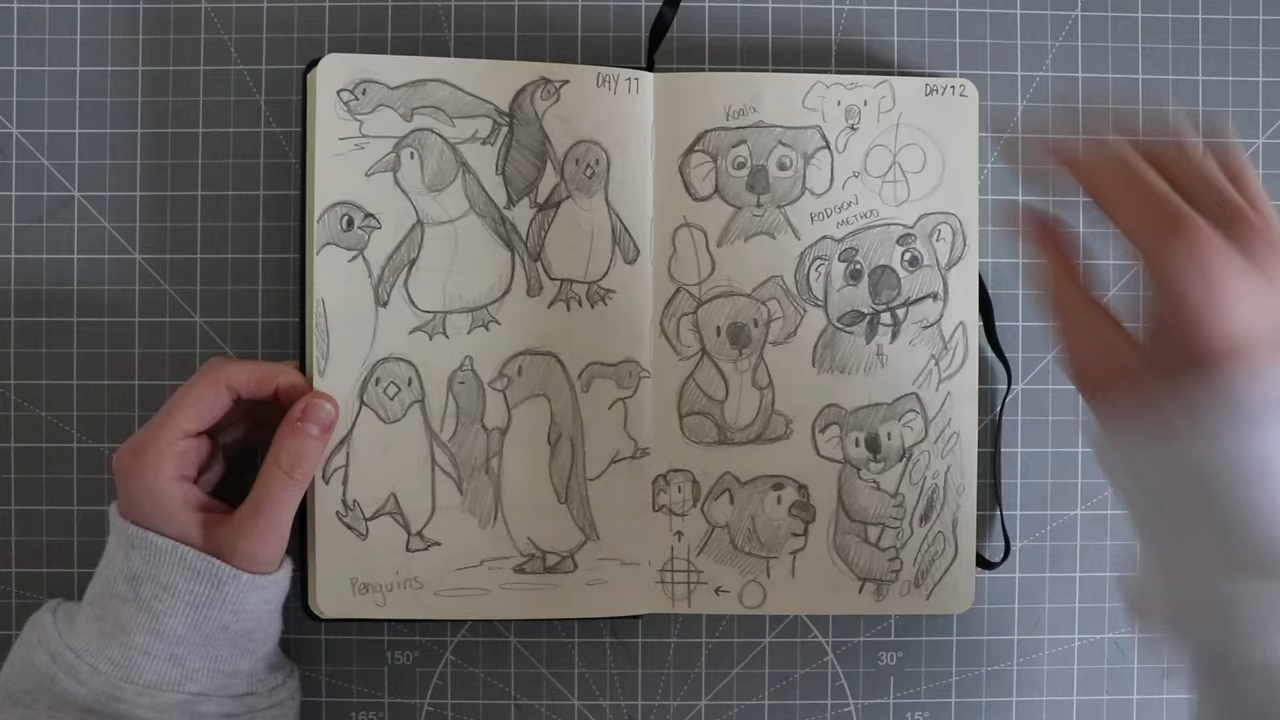 DAY 11
Penguins
DAY 12
Koala
RODGON
METHOD
150°
30°
165°
15°